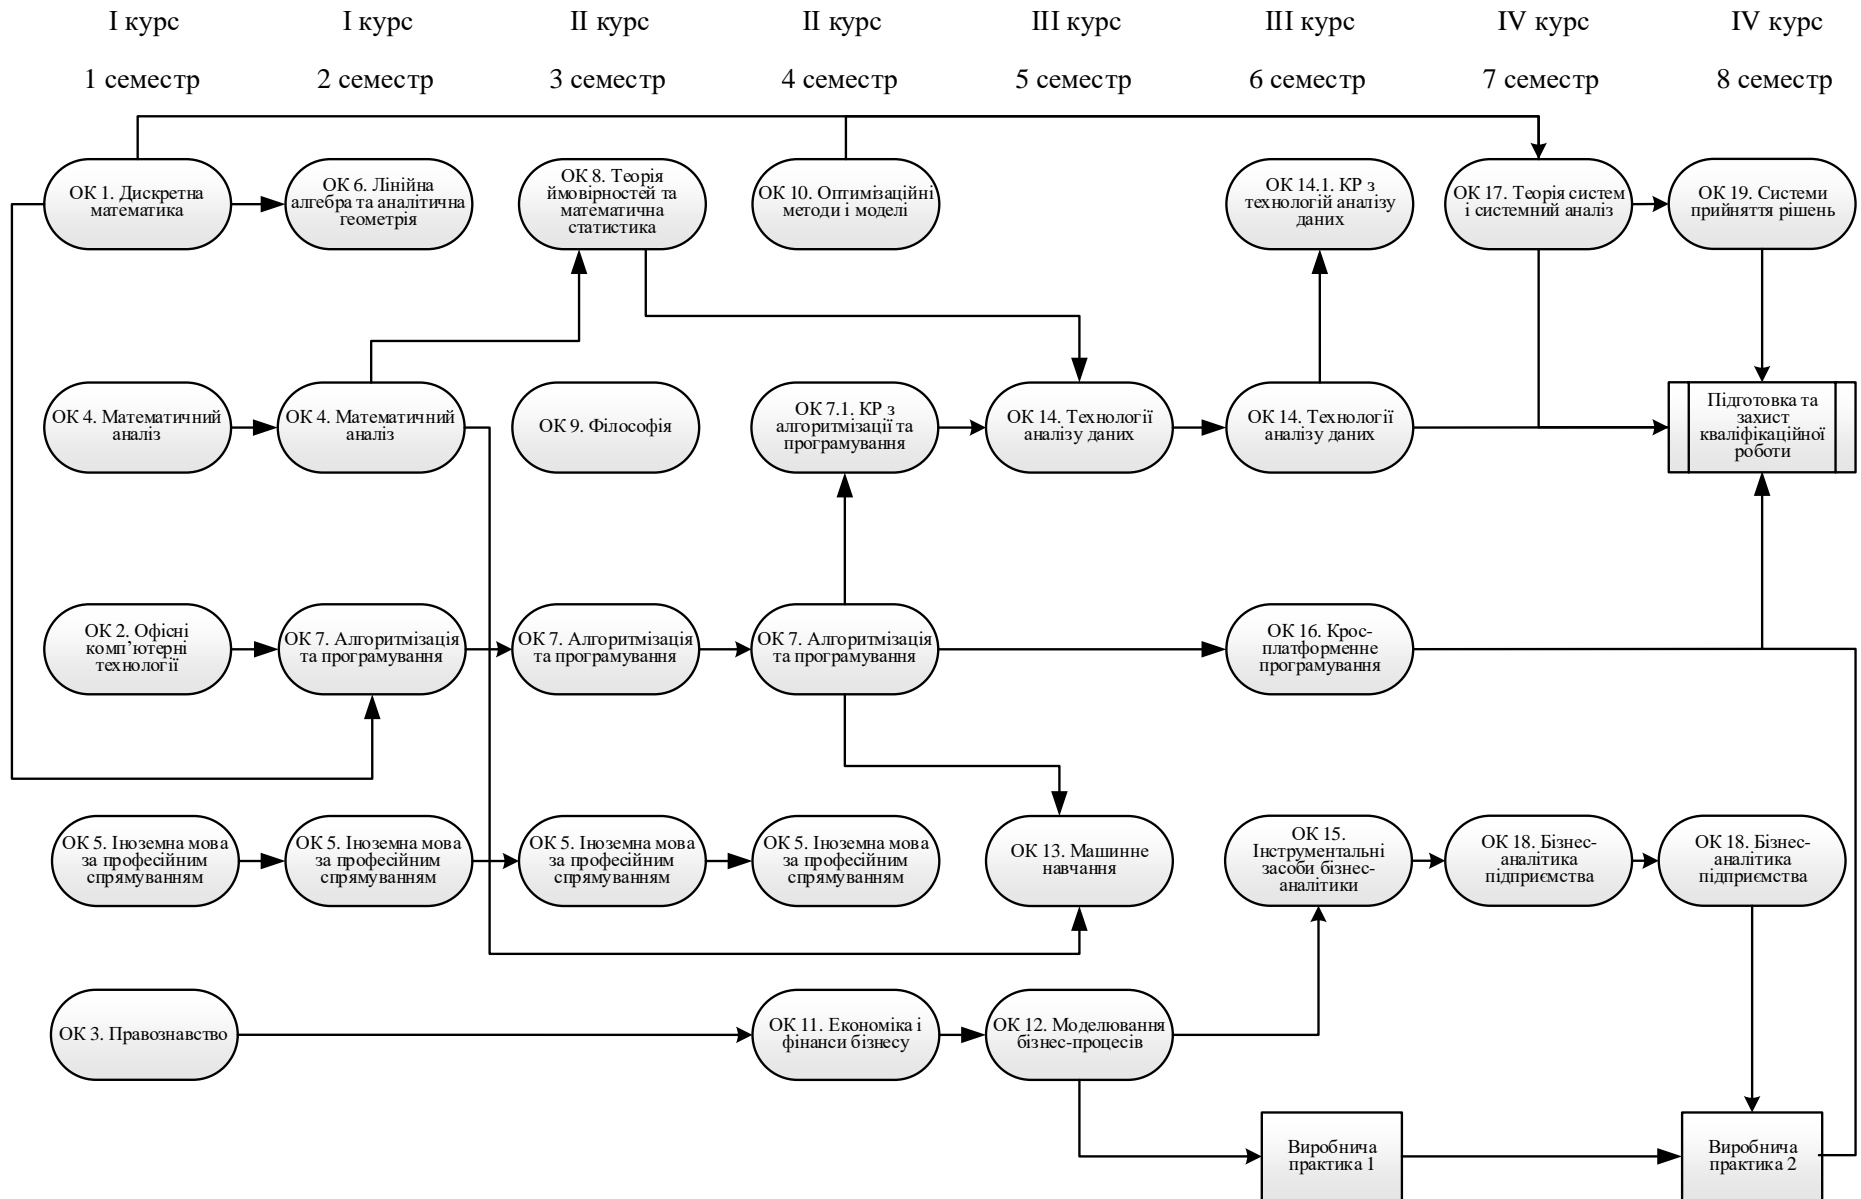 І курс
І курс
ІІ курс
ІІ курс
ІІІ курс
ІІІ курс
IV курс
IV курс
1 семестр
2 семестр
3 семестр
4 семестр
5 семестр
6 семестр
7 семестр
8 семестр
ОК 1. Дискретна
математика
ОК 6. Лінійна
алгебра та аналітична
геометрія
ОК 8. Теорія
ймовірностей та
математична
статистика
ОК 10. Оптимізаційні
методи і моделі
ОК 14.1. КР з
технологій аналізу
даних
ОК 17. Теорія систем
і системний аналіз
ОК 19. Системи
прийняття рішень
ОК 4. Математичний
аналіз
ОК 4. Математичний
аналіз
ОК 9. Філософія
ОК 7.1. КР з
алгоритмізації та
програмування
ОК 14. Технології
аналізу даних
ОК 14. Технології
аналізу даних
Підготовка та
захист
кваліфікаційної
роботи
ОК 2. Офісні
комп’ютерні
технології
ОК 7. Алгоритмізація
та програмування
ОК 7. Алгоритмізація
та програмування
ОК 7. Алгоритмізація
та програмування
ОК 16. Крос-
платформенне
програмування
ОК 5. Іноземна мова
за професійним
спрямуванням
ОК 5. Іноземна мова
за професійним
спрямуванням
ОК 5. Іноземна мова
за професійним
спрямуванням
ОК 5. Іноземна мова
за професійним
спрямуванням
ОК 13. Машинне
навчання
ОК 15.
Інструментальні
засоби бізнес-
аналітики
ОК 18. Бізнес-
аналітика
підприємства
ОК 18. Бізнес-
аналітика
підприємства
ОК 3. Правознавство
ОК 11. Економіка і
фінанси бізнесу
ОК 12. Моделювання
бізнес-процесів
Виробнича
практика 1
Виробнича
практика 2